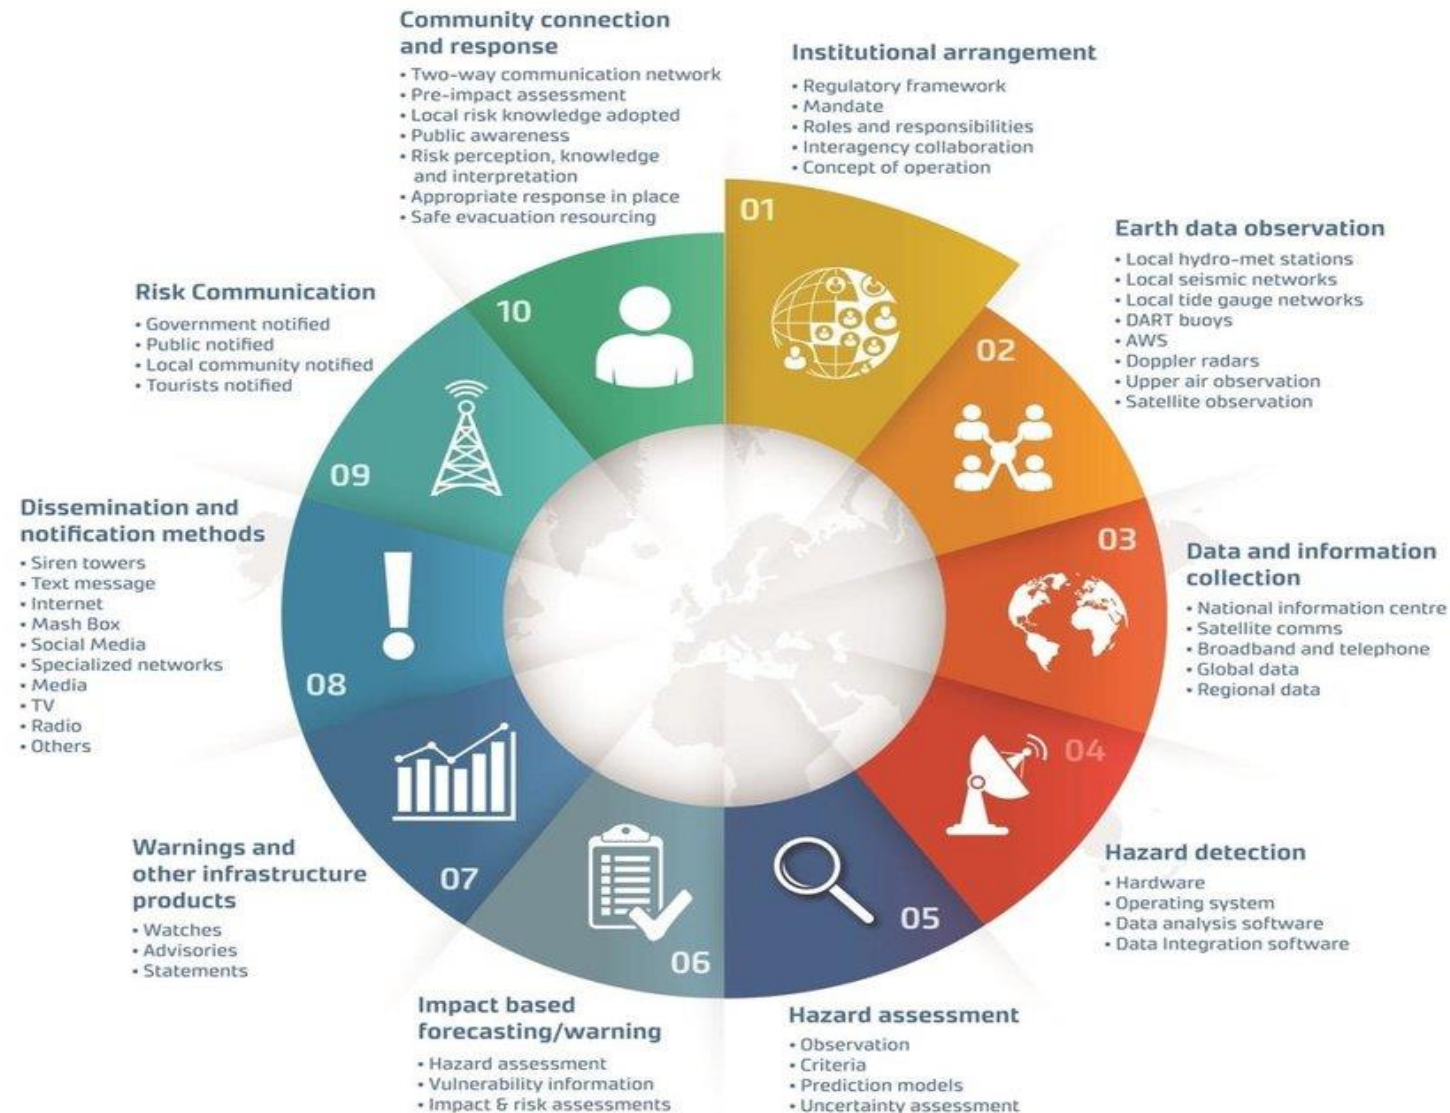 Community connection
and response
• Two-way communication network
• Pre-impact assessment
• Local risk knowledge adopted
• Public awareness
• Risk perception, knowledge
and interpretation
• Appropriate response in place
• Safe evacuation resourcing
Institutional arrangement
• Regulatory framework
• Mandate
• Roles and responsibilities
• Interagency collaboration
• Concept of operation
01
Earth data observation
• Local hydro-met stations
• Local seismic networks
• Local tide gauge networks
• DART buoys
• AWS
• Doppler radars
• Upper air observation
• Satellite observation
02
03
Data and information
collection
• National information centre
• Satellite comms
• Broadband and telephone
• Global data
• Regional data
04
Hazard detection
• Hardware
• Operating system
• Data analysis software
• Data Integration software
05
Hazard assessment
• Observation
• Criteria
• Prediction models
• Uncertainty assessment
06
Impact based
forecasting/warning
• Hazard assessment
• Vulnerability information
• Impact & risk assessments
07
Warnings and
other infrastructure
products
• Watches
• Advisories
• Statements
08
Dissemination and
notification methods
• Siren towers
• Text message
• Internet
• Mash Box
• Social Media
• Specialized networks
• Media
• TV
• Radio
• Others
09
Risk Communication
• Government notified
• Public notified
• Local community notified
• Tourists notified
10